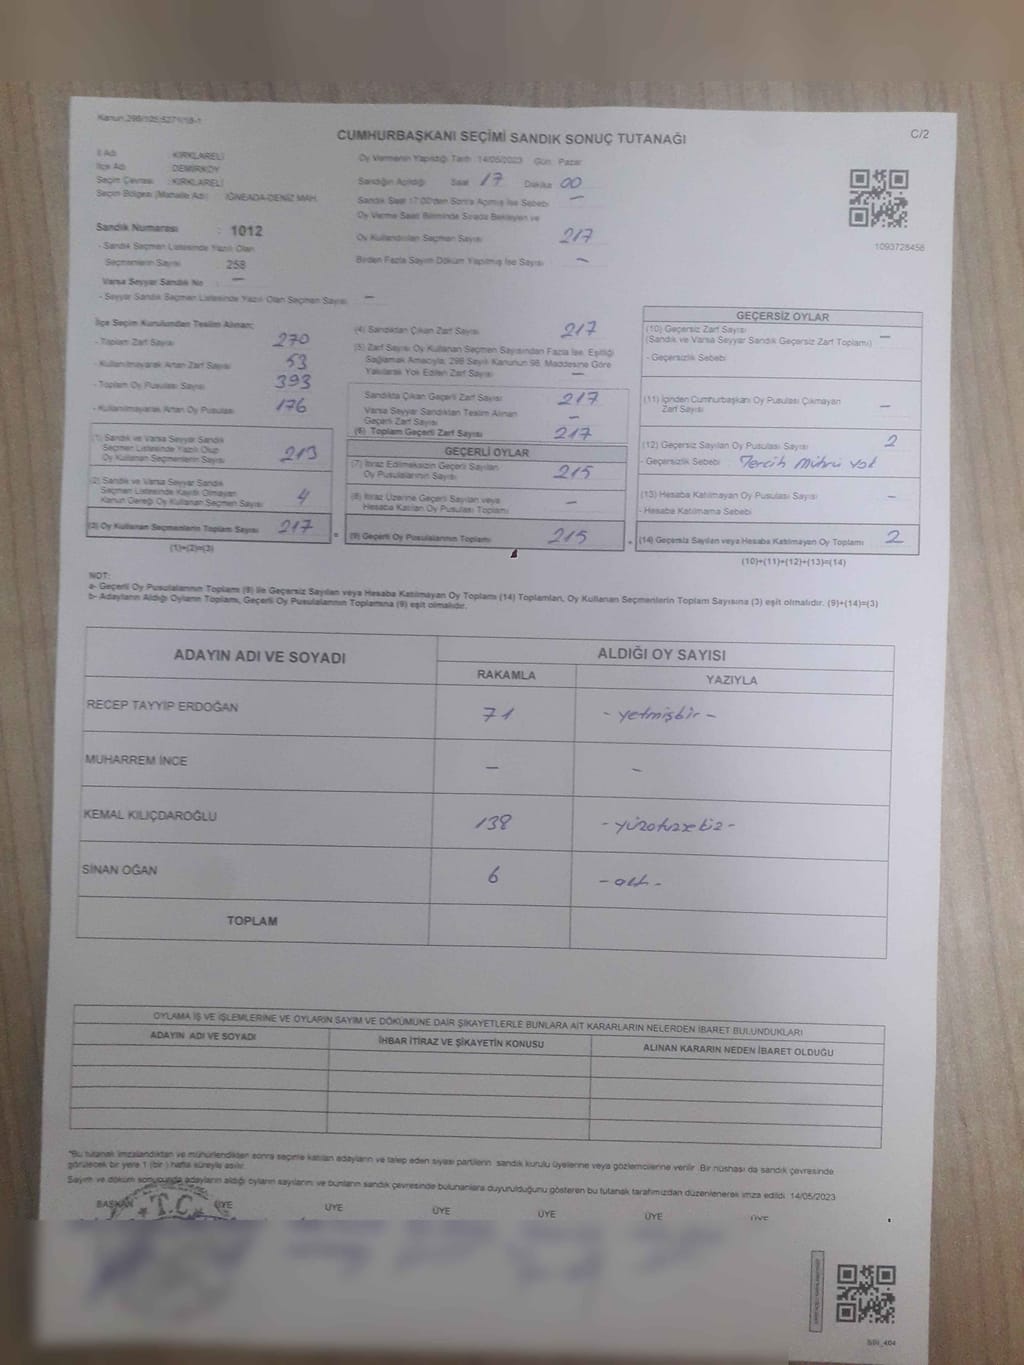 Kanun,298/105;6271/18-1
C/2
CUMHURBAŞKANI SEÇİMİ SANDIK SONUÇ TUTANAĞI
İl Adı : KIRKLARELİ
İlçe Adı : DEMİRKÖY
Seçim Çevresi : KIRKLARELİ
Seçim Bölgesi (Mahalle Adı) : İĞNEADA-DENİZ MAH.
Sandık Numarası : 1012
- Sandık Seçmen Listesinde Yazılı Olan
Seçmenlerin Sayısı 258
Varsa Seyyar Sandık No : –
- Seyyar Sandık Seçmen Listesinde Yazılı Olan Seçmen Sayısı –
Oy Vermenin Yapıldığı Tarih : 14/05/2023 Gün : Pazar
Sandığın Açıldığı Saat 17 Dakika 00
Sandık Saat 17:00'den Sonra Açılmış İse Sebebi –
Oy Verme Saati Bitiminde Sırada Bekleyen ve
Oy Kullandırılan Seçmen Sayısı 217
Birden Fazla Sayım Döküm Yapılmış İse Sayısı –
1093728456
İlçe Seçim Kurulundan Teslim Alınan;
- Toplam Zarf Sayısı 270
- Kullanılmayarak Artan Zarf Sayısı 53
- Toplam Oy Pusulası Sayısı 393
- Kullanılmayarak Artan Oy Pusulası 176
(1) Sandık ve Varsa Seyyar Sandık
Seçmen Listesinde Yazılı Olup
Oy Kullanan Seçmenlerin Sayısı 213
(2) Sandık ve Varsa Seyyar Sandık
Seçmen Listesinde Kayıtlı Olmayan
Kanun Gereği Oy Kullanan Seçmen Sayısı 4
(3) Oy Kullanan Seçmenlerin Toplam Sayısı 217
(1)+(2)=(3)
(4) Sandıktan Çıkan Zarf Sayısı 217
(5) Zarf Sayısı Oy Kullanan Seçmen Sayısından Fazla İse, Eşitliği
Sağlamak Amacıyla, 298 Sayılı Kanunun 98. Maddesine Göre
Yakılarak Yok Edilen Zarf Sayısı –
Sandıkta Çıkan Geçerli Zarf Sayısı 217
Varsa Seyyar Sandıktan Teslim Alınan
Geçerli Zarf Sayısı –
(6) Toplam Geçerli Zarf Sayısı 217
GEÇERLİ OYLAR
(7) İtiraz Edilmeksizin Geçerli Sayılan
Oy Pusulasının Sayısı 215
(8) İtiraz Üzerine Geçerli Sayılan veya
Hesaba Katılan Oy Pusulası Toplamı –
= (9) Geçerli Oy Pusulalarının Toplamı 215
GEÇERSİZ OYLAR
(10) Geçersiz Zarf Sayısı –
(Sandık ve Varsa Seyyar Sandık Geçersiz Zarf Toplamı)
- Geçersizlik Sebebi
(11) İçinden Cumhurbaşkanı Oy Pusulası Çıkmayan
Zarf Sayısı –
(12) Geçersiz Sayılan Oy Pusulası Sayısı 2
- Geçersizlik Sebebi Tercih Mührü Yok
(13) Hesaba Katılmayan Oy Pusulası Sayısı –
- Hesaba Katılmama Sebebi
+ (14) Geçersiz Sayılan veya Hesaba Katılmayan Oy Toplamı 2
(10)+(11)+(12)+(13)=(14)
NOT:
a- Geçerli Oy Pusulalarının Toplamı (9) ile Geçersiz Sayılan veya Hesaba Katılmayan Oy Toplamı (14) Toplamları, Oy Kullanan Seçmenlerin Toplam Sayısına (3) eşit olmalıdır. (9)+(14)=(3)
b- Adayların Aldığı Oyların Toplamı, Geçerli Oy Pusulalarının Toplamına (9) eşit olmalıdır.
ADAYIN ADI VE SOYADI
ALDIĞI OY SAYISI
RAKAMLA YAZIYLA
RECEP TAYYİP ERDOĞAN 71 - yetmişbir -
MUHARREM İNCE – –
KEMAL KILIÇDAROĞLU 138 - yüzotuzsekiz -
SİNAN OĞAN 6 - altı -
TOPLAM
OYLAMA İŞ VE İŞLEMLERİNE VE OYLARIN SAYIM VE DÖKÜMÜNE DAİR ŞİKAYETLERLE BUNLARA AİT KARARLARIN NELERDEN İBARET BULUNDUKLARI
ADAYIN ADI VE SOYADI İHBAR İTİRAZ VE ŞİKAYETİN KONUSU ALINAN KARARIN NEDEN İBARET OLDUĞU
*Bu tutanak imzalandıktan ve mühürlendikten sonra seçime katılan adayların ve talep eden siyasi partilerin sandık kurulu üyelerine veya gözlemcilerine verilir. Bir nüshası da sandık çevresinde
görülecek bir yere 1 (bir ) hafta süreyle asılır.
Sayım ve döküm sonucunda adayların aldığı oyların sayılarını ve bunların sandık çevresinde bulunanlara duyurulduğunu gösteren bu tutanak tarafımızdan düzenlenerek imza edildi. 14/05/2023
BAŞKAN ÜYE ÜYE ÜYE ÜYE ÜYE ÜYE
T.C.